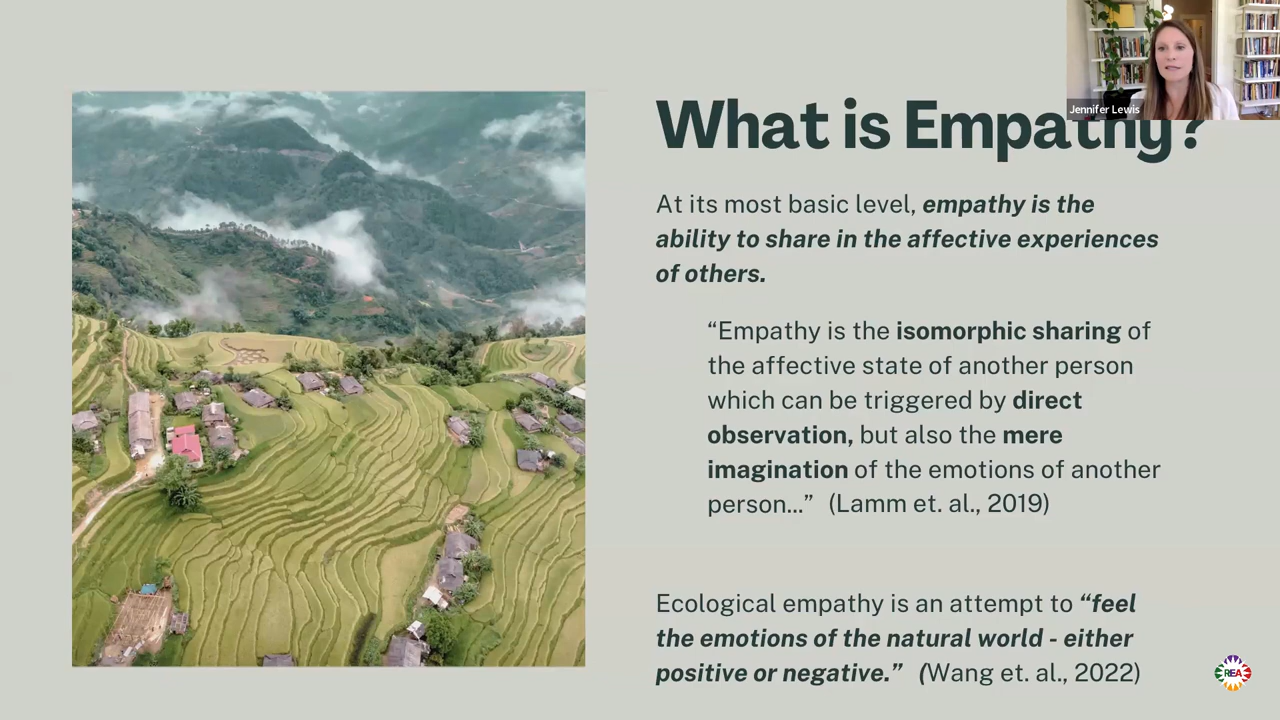 Jennifer Lewis
What is Empathy?
At its most basic level, empathy is the
ability to share in the affective experiences
of others.
“Empathy is the isomorphic sharing of
the affective state of another person
which can be triggered by direct
observation, but also the mere
imagination of the emotions of another
person...” (Lamm et. al., 2019)
Ecological empathy is an attempt to “feel
the emotions of the natural world - either
positive or negative.” (Wang et. al., 2022)
REA